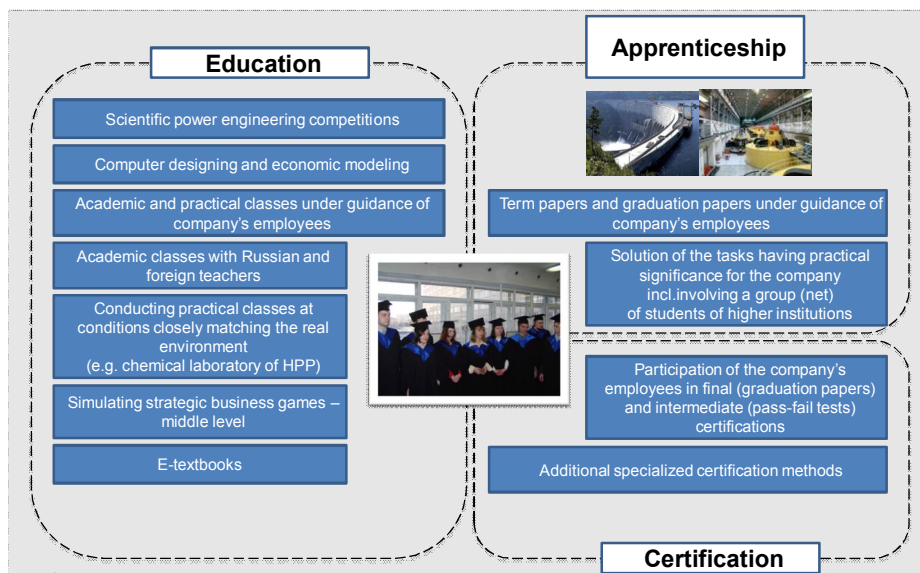 Education
Scientific power engineering competitions
Computer designing and economic modeling
Academic and practical classes under guidance of
company's employees
Academic classes with Russian and
foreign teachers
Conducting practical classes at
conditions closely matching the real
environment
(e.g. chemical laboratory of HPP)
Simulating strategic business games –
middle level
E-textbooks
Apprenticeship
Term papers and graduation papers under guidance of
company's employees
Solution of the tasks having practical
significance for the company
incl.involving a group (net)
of students of higher institutions
Participation of the company's
employees in final (graduation papers)
and intermediate (pass-fail tests)
certifications
Additional specialized certification methods
Certification